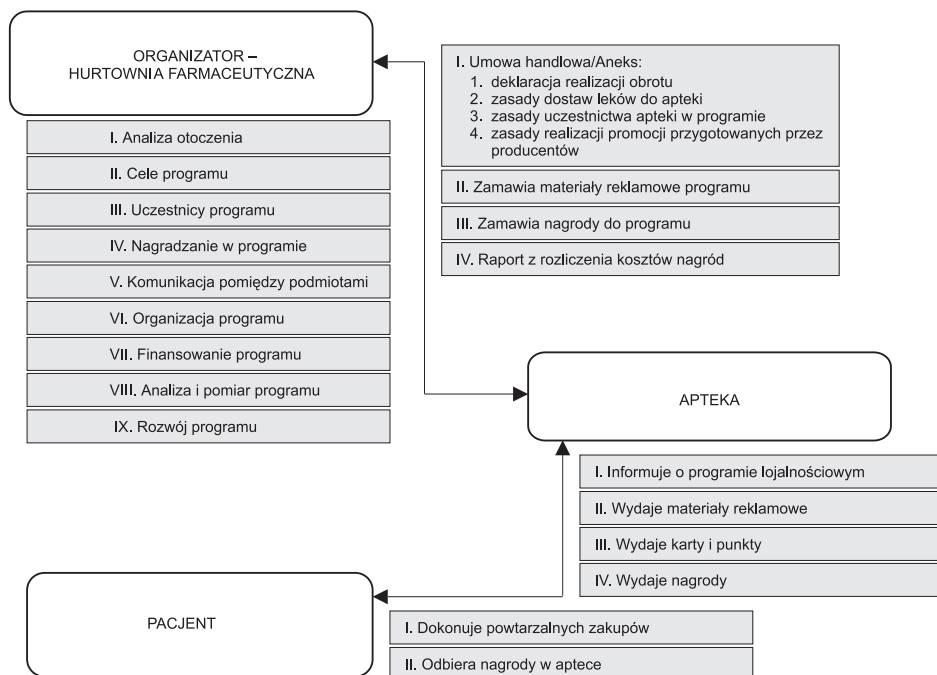 ORGANIZATOR –
HURTOWNIA FARMACEUTYCZNA
I. Analiza otoczenia
II. Cele programu
III. Uczestnicy programu
IV. Nagradzanie w programie
V. Komunikacja pomiędzy podmiotami
VI. Organizacja programu
VII. Finansowanie programu
VIII. Analiza i pomiar programu
IX. Rozwój programu
I. Umowa handlowa/Aneks:
1. deklaracja realizacji obrotu
2. zasady dostaw leków do apteki
3. zasady uczestnictwa apteki w programie
4. zasady realizacji promocji przygotowanych przez
producentów
II. Zamawia materiały reklamowe programu
III. Zamawia nagrody do programu
IV. Raport z rozliczenia kosztów nagród
APTEKA
I. Informuje o programie lojalnościowym
II. Wydaje materiały reklamowe
III. Wydaje karty i punkty
IV. Wydaje nagrody
PACJENT
I. Dokonuje powtarzalnych zakupów
II. Odbiera nagrody w aptece